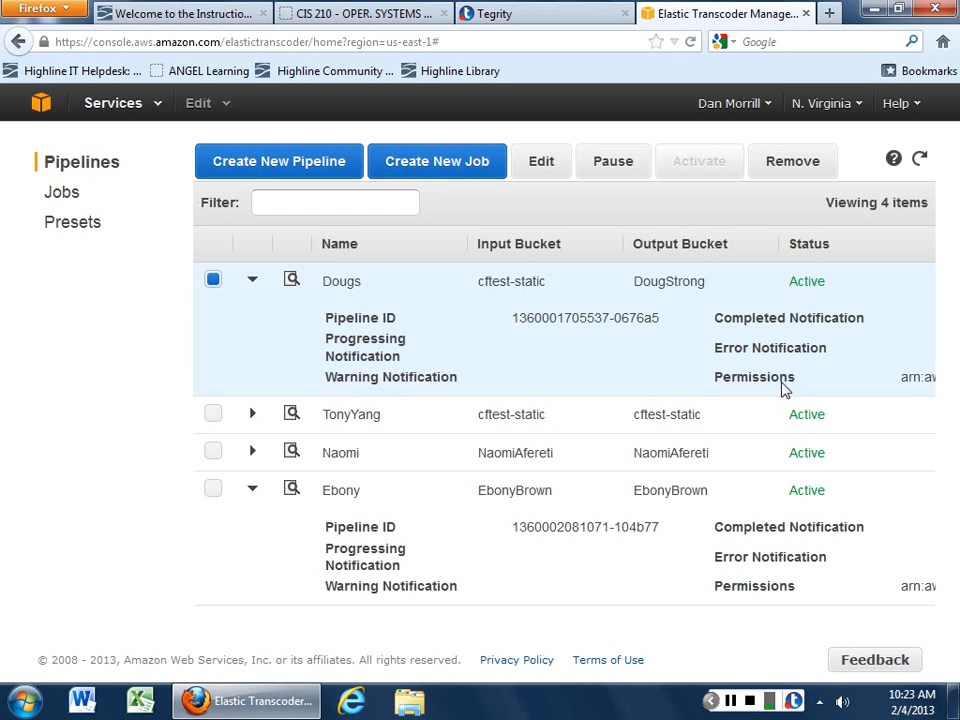 Firefox
Welcome to the Instructio...
CIS 210 - OPER. SYSTEMS ...
Tegrity
Elastic Transcoder Manage...
https://console.aws.amazon.com/elastictranscoder/home?region=us-east-1#
Google
Highline IT Helpdesk: ...
ANGEL Learning
Highline Community ...
Highline Library
Bookmarks
Services
Edit
Dan Morrill
N. Virginia
Help
Pipelines
Jobs
Presets
Create New Pipeline
Create New Job
Edit
Pause
Activate
Remove
Filter:
Viewing 4 items
Name Input Bucket Output Bucket Status
Dougs cftest-static DougStrong Active
Pipeline ID 1360001705537-0676a5 Completed Notification
Progressing
Notification
Error Notification
Warning Notification Permissions arn:aw
TonyYang cftest-static cftest-static Active
Naomi NaomiAfereti NaomiAfereti Active
Ebony EbonyBrown EbonyBrown Active
Pipeline ID 1360002081071-104b77 Completed Notification
Progressing
Notification
Error Notification
Warning Notification Permissions arn:aw
© 2008 - 2013, Amazon Web Services, Inc. or its affiliates. All rights reserved. Privacy Policy Terms of Use
Feedback
Elastic Transcoder...
10:23 AM
2/4/2013